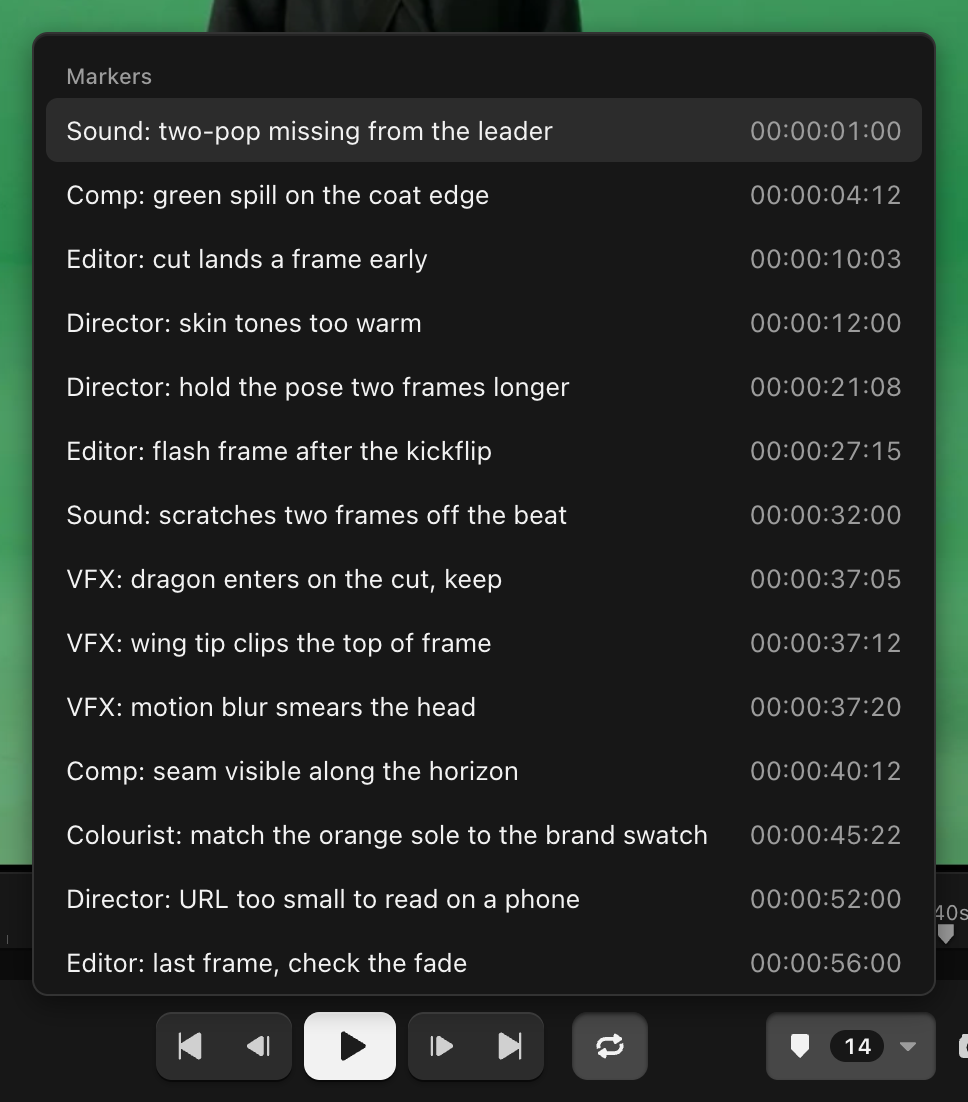 Markers
Sound: two-pop missing from the leader 00:00:01:00
Comp: green spill on the coat edge 00:00:04:12
Editor: cut lands a frame early 00:00:10:03
Director: skin tones too warm 00:00:12:00
Director: hold the pose two frames longer 00:00:21:08
Editor: flash frame after the kickflip 00:00:27:15
Sound: scratches two frames off the beat 00:00:32:00
VFX: dragon enters on the cut, keep 00:00:37:05
VFX: wing tip clips the top of frame 00:00:37:12
VFX: motion blur smears the head 00:00:37:20
Comp: seam visible along the horizon 00:00:40:12
Colourist: match the orange sole to the brand swatch 00:00:45:22
Director: URL too small to read on a phone 00:00:52:00
40s
Editor: last frame, check the fade 00:00:56:00
14